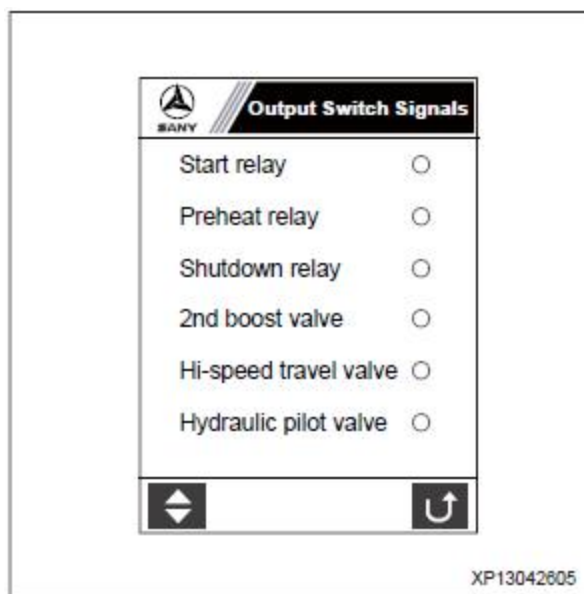 SANY
Output Switch Signals
Start relay
Preheat relay
Shutdown relay
2nd boost valve
Hi-speed travel valve
Hydraulic pilot valve
XP13042605